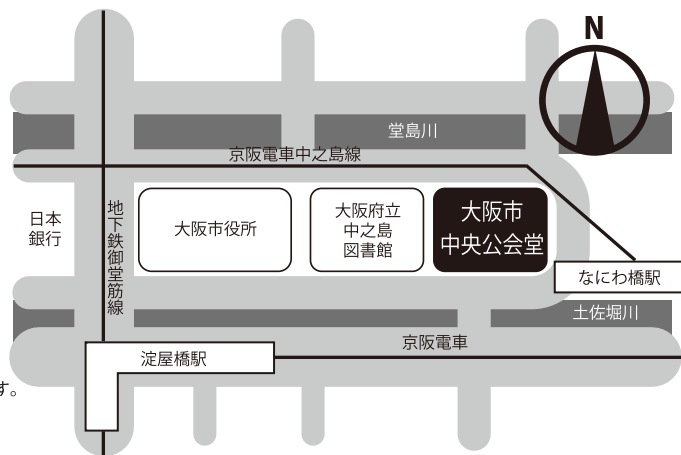 N
堂島川
京阪電車中之島線
日本
銀行
地下鉄御堂筋線
大阪市役所
大阪府立
中之島
図書館
大阪市
中央公会堂
なにわ橋駅
土佐堀川
京阪電車
淀屋橋駅
す。